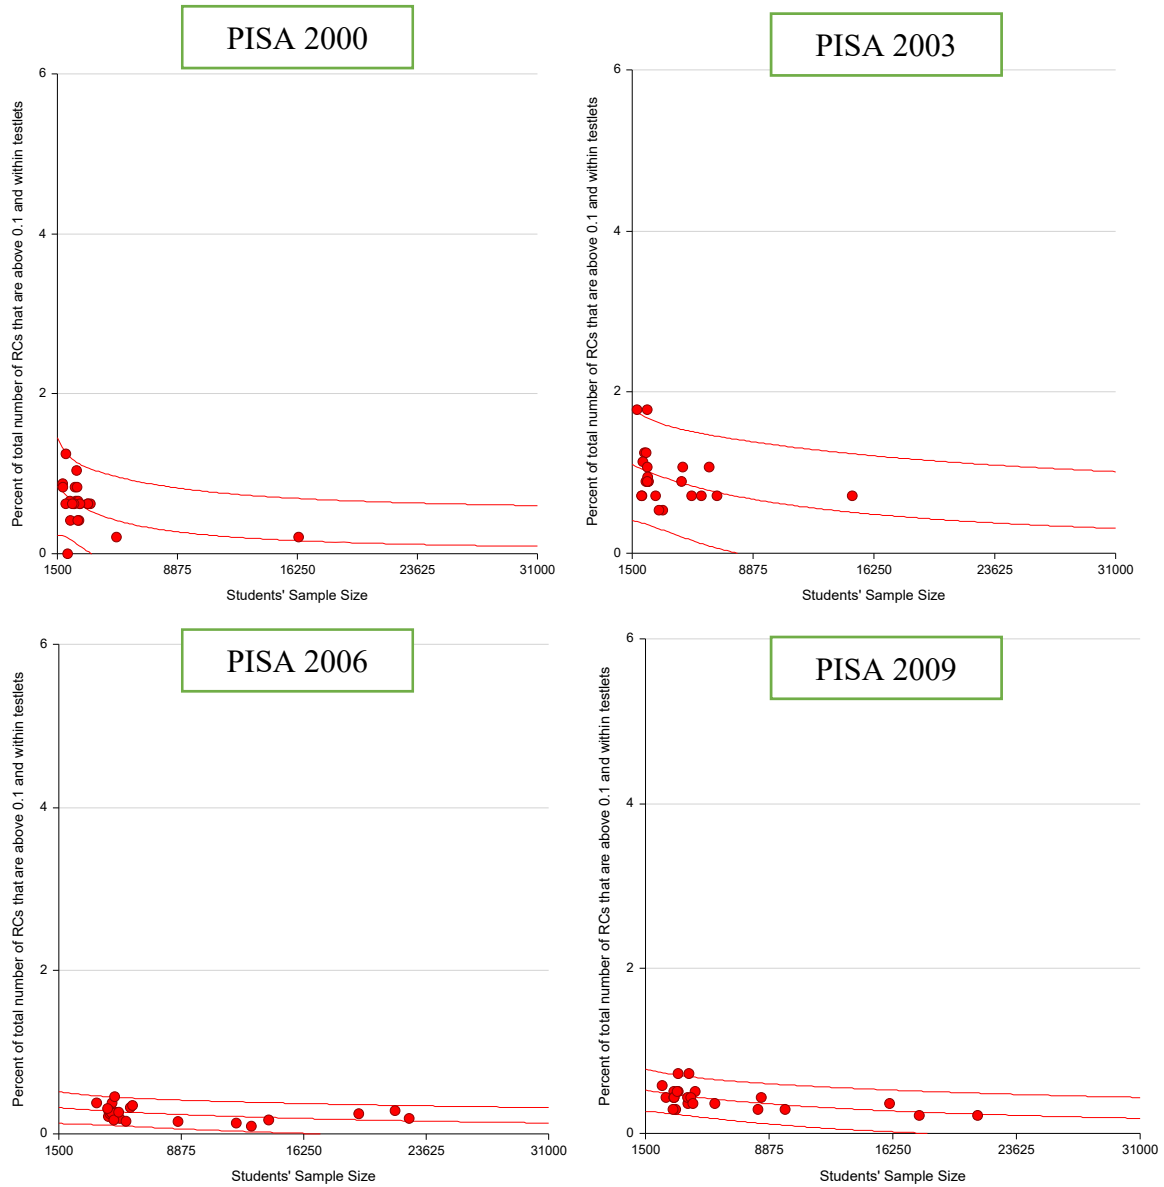 PISA 2000
Percent of total number of RCs that are above 0.1 and within testlets
6
4
2
0
1500 8875 16250 23625 31000
Students' Sample Size
PISA 2003
Percent of total number of RCs that are above 0.1 and within testlets
6
4
2
0
1500 8875 16250 23625 31000
Students' Sample Size
PISA 2006
Percent of total number of RCs that are above 0.1 and within testlets
6
4
2
0
1500 8875 16250 23625 31000
Students' Sample Size
PISA 2009
Percent of total number of RCs that are above 0.1 and within testlets
6
4
2
0
1500 8875 16250 23625 31000
Students' Sample Size